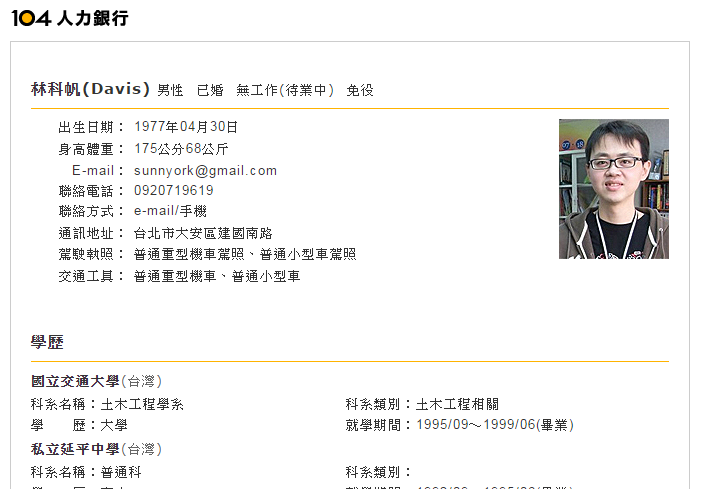 104 人力銀行
林科帆(Davis) 男性 已婚 無工作(待業中) 免役
出生日期： 1977年04月30日
身高體重： 175公分68公斤
E-mail： sunnyork@gmail.com
聯絡電話： 0920719619
聯絡方式： e-mail/手機
通訊地址： 台北市大安區建國南路
駕駛執照： 普通重型機車駕照、普通小型車駕照
交通工具： 普通重型機車、普通小型車
學歷
國立交通大學(台灣)
科系名稱：土木工程學系 科系類別：土木工程相關
學 歷：大學 就學期間：1995/09～1999/06(畢業)
私立延平中學(台灣)
科系名稱：普通科 科系類別：